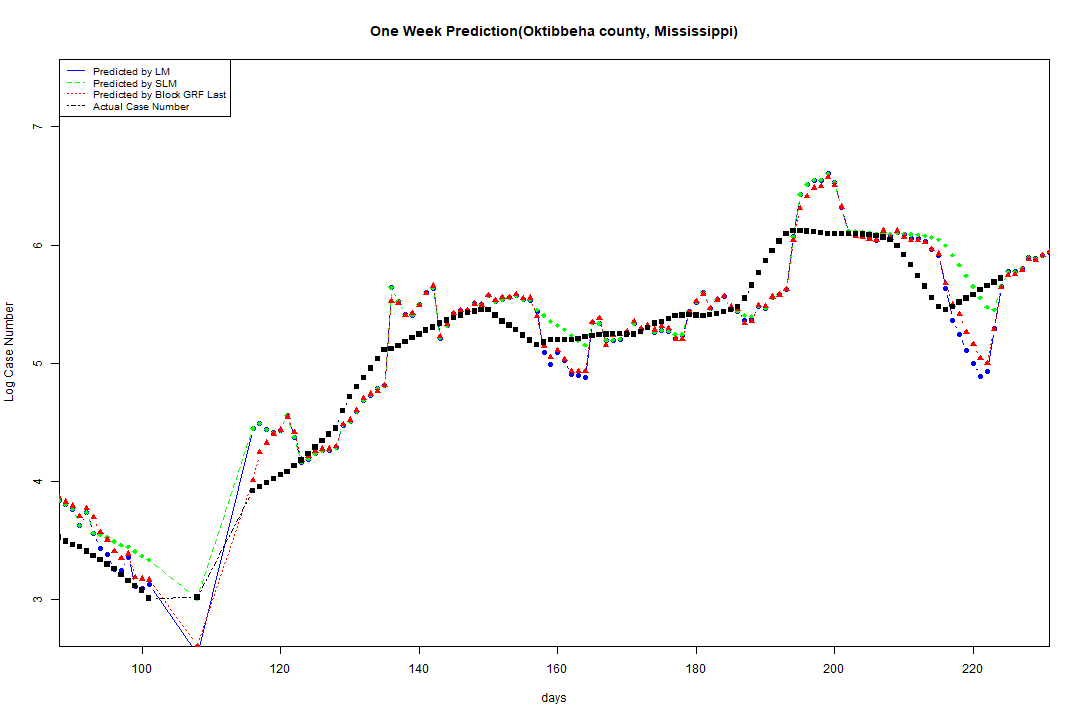 One Week Prediction(Oktibbeha county, Mississippi)
Predicted by LM
Predicted by SLM
Predicted by Block GRF Last
Actual Case Number
7
6
5
4
3
Log Case Number
100 120 140 160 180 200 220
days